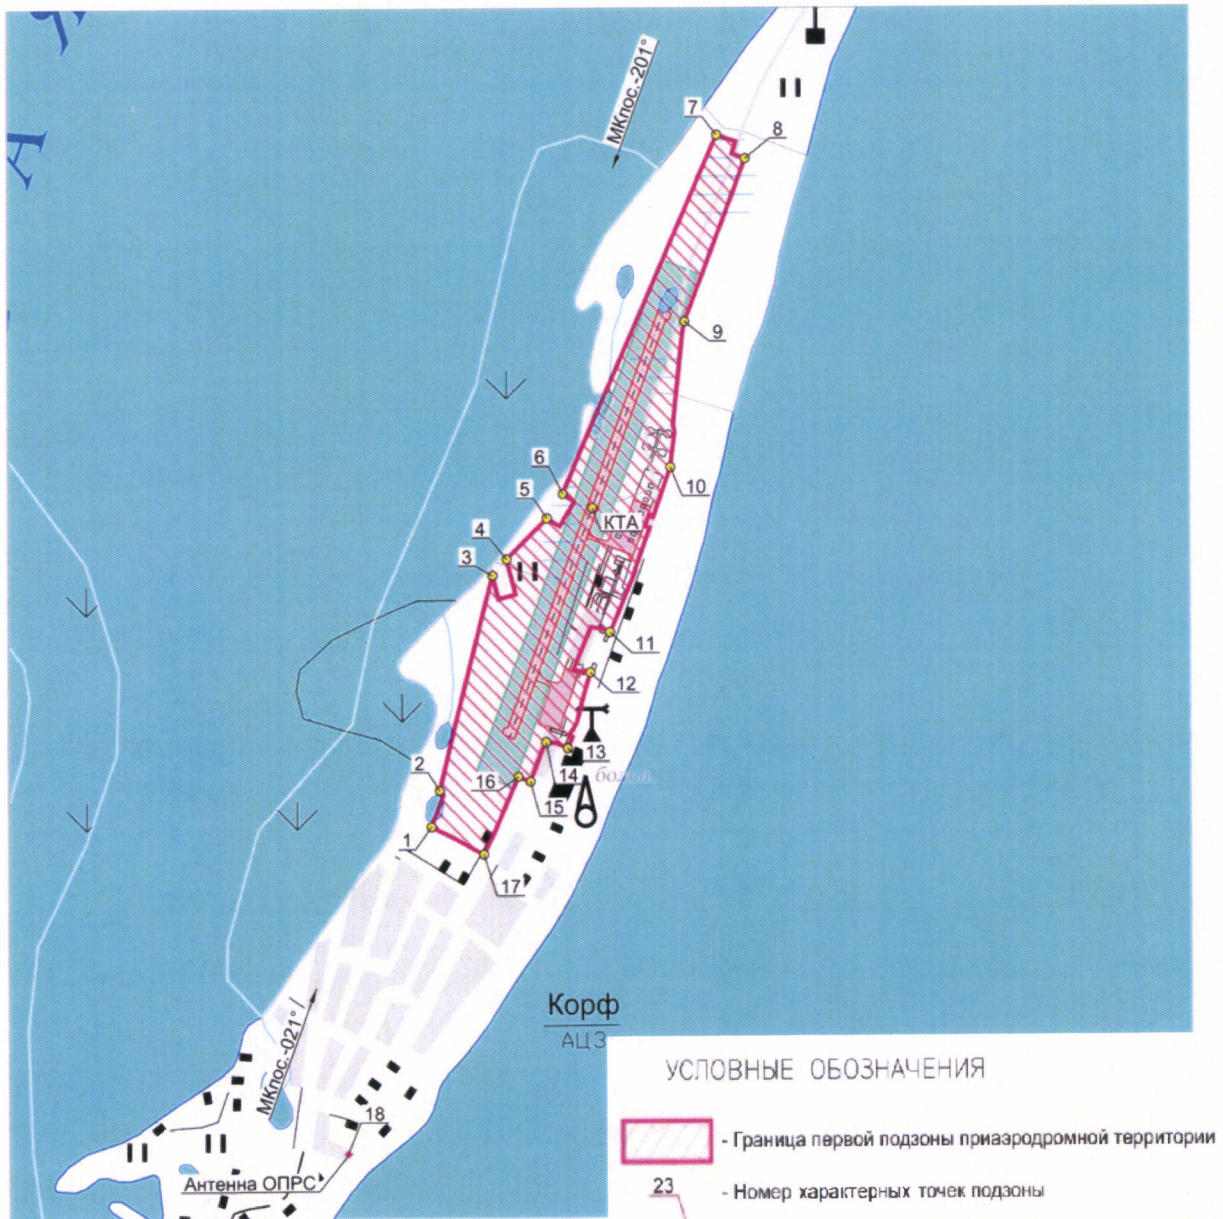 Я
А
МКпос.-201°
7
8
9
6
10
5
КТА
4
3
11
12
13
2
16
14
15
1
17
Корф
АЦЗ
МКпос.-021°
18
Антенна ОПРС
УСЛОВНЫЕ ОБОЗНАЧЕНИЯ
- Граница первой подзоны приаэродромной территории
23
- Номер характерных точек подзоны